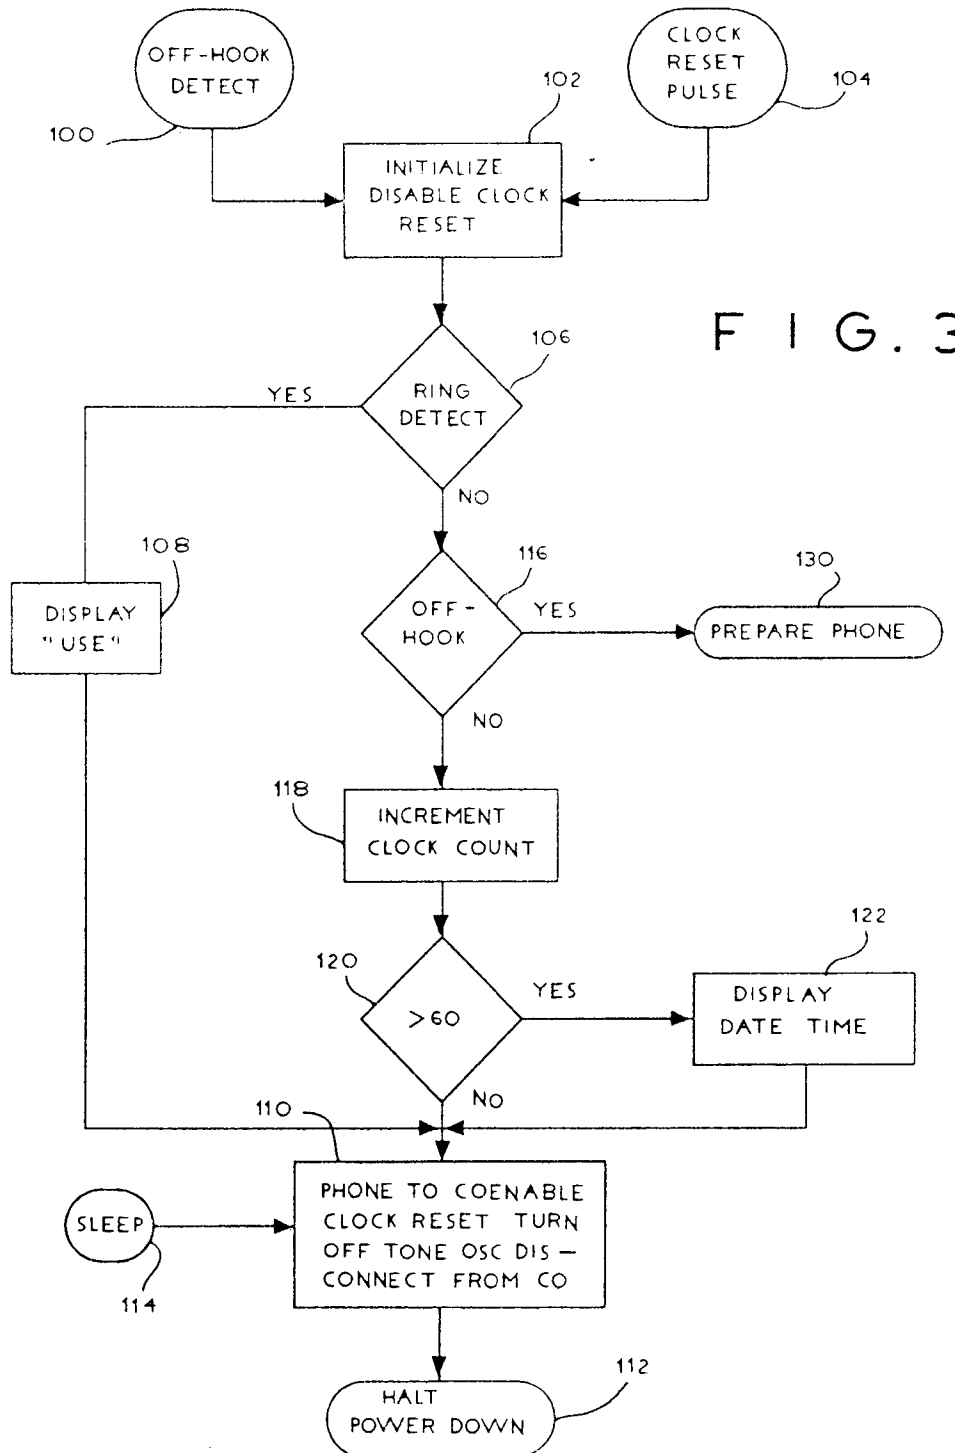 OFF-HOOK
DETECT
100
CLOCK
RESET
PULSE
104
102
INITIALIZE
DISABLE CLOCK
RESET
FIG. 3
106
RING
DETECT
YES
NO
108
DISPLAY
"USE"
116
OFF-
HOOK
YES
130
PREPARE PHONE
NO
118
INCREMENT
CLOCK COUNT
120
>60
YES
122
DISPLAY
DATE TIME
NO
110
PHONE TO COENABLE
CLOCK RESET TURN
OFF TONE OSC DIS-
CONNECT FROM CO
SLEEP
114
HALT
POWER DOWN
112